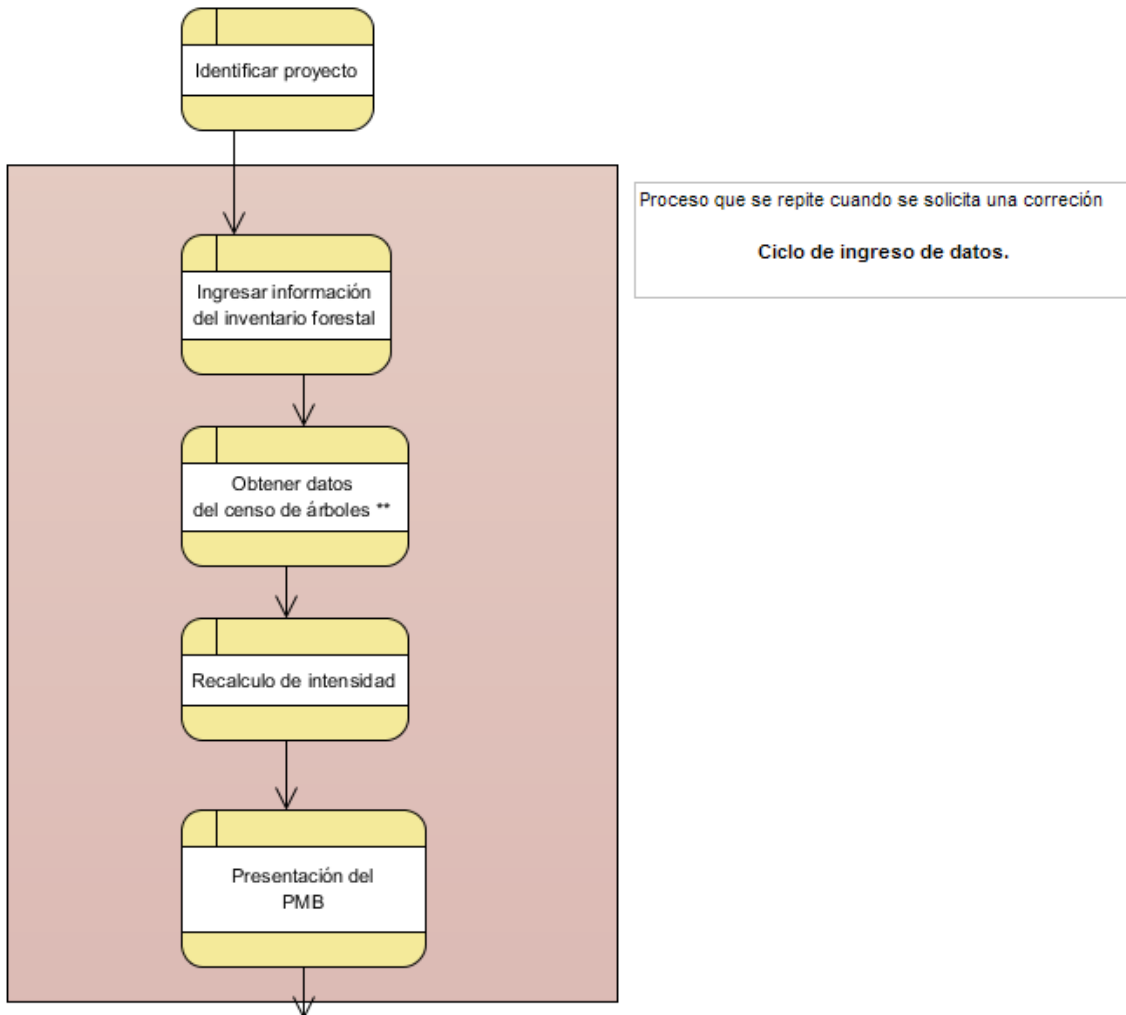 Identificar proyecto
Proceso que se repite cuando se solicita una correción
Ciclo de ingreso de datos.
Ingresar información
del inventario forestal
Obtener datos
del censo de árboles **
Recalculo de intensidad
Presentación del
PMB